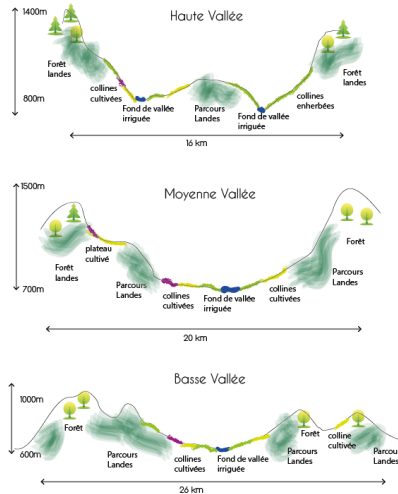 Haute Vallée
1400m
800m
Forêt
landes
collines
cultivées
Fond de vallée
irriguée
Parcours
Landes
Fond de vallée
irriguée
collines
enherbées
Forêt
landes
16 km
Moyenne Vallée
1500m
700m
Forêt
landes
plateau
cultivé
Parcours
Landes
collines
cultivées
Fond de vallée
irriguée
collines
cultivées
Parcours
Landes
Forêt
20 km
Basse Vallée
1000m
600m
Forêt
Parcours
Landes
collines
cultivées
Fond de vallée
irriguée
Parcours
Landes
Forêt
colline
cultivée
Parcou
Landes
26 km